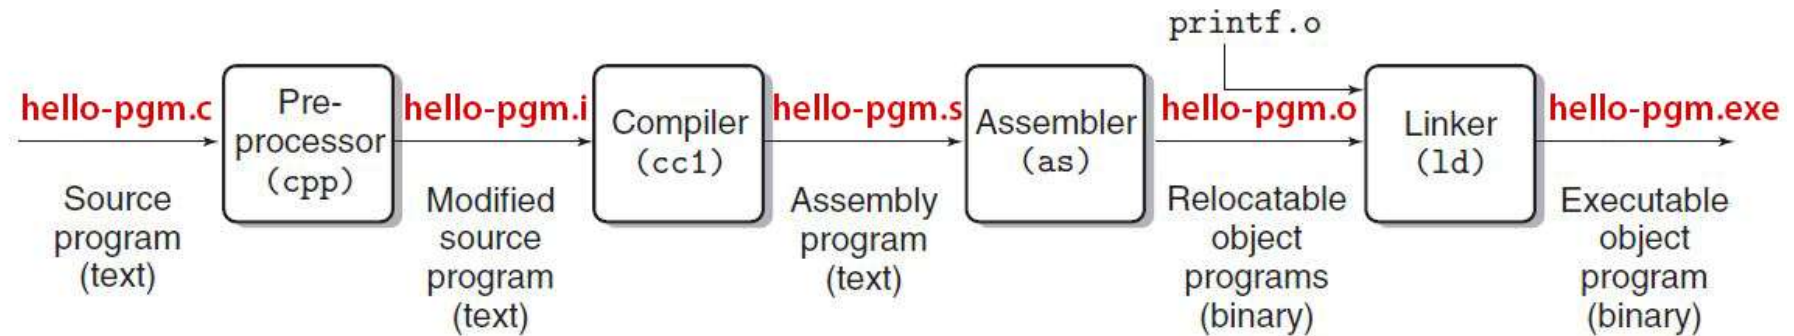 printf.o
hello-pgm.c
Pre-
processor
(cpp)
hello-pgm.i
Compiler
(cc1)
hello-pgm.s
Assembler
(as)
hello-pgm.o
Linker
(ld)
hello-pgm.exe
Source
program
(text)
Modified
source
program
(text)
Assembly
program
(text)
Relocatable
object
programs
(binary)
Executable
object
program
(binary)